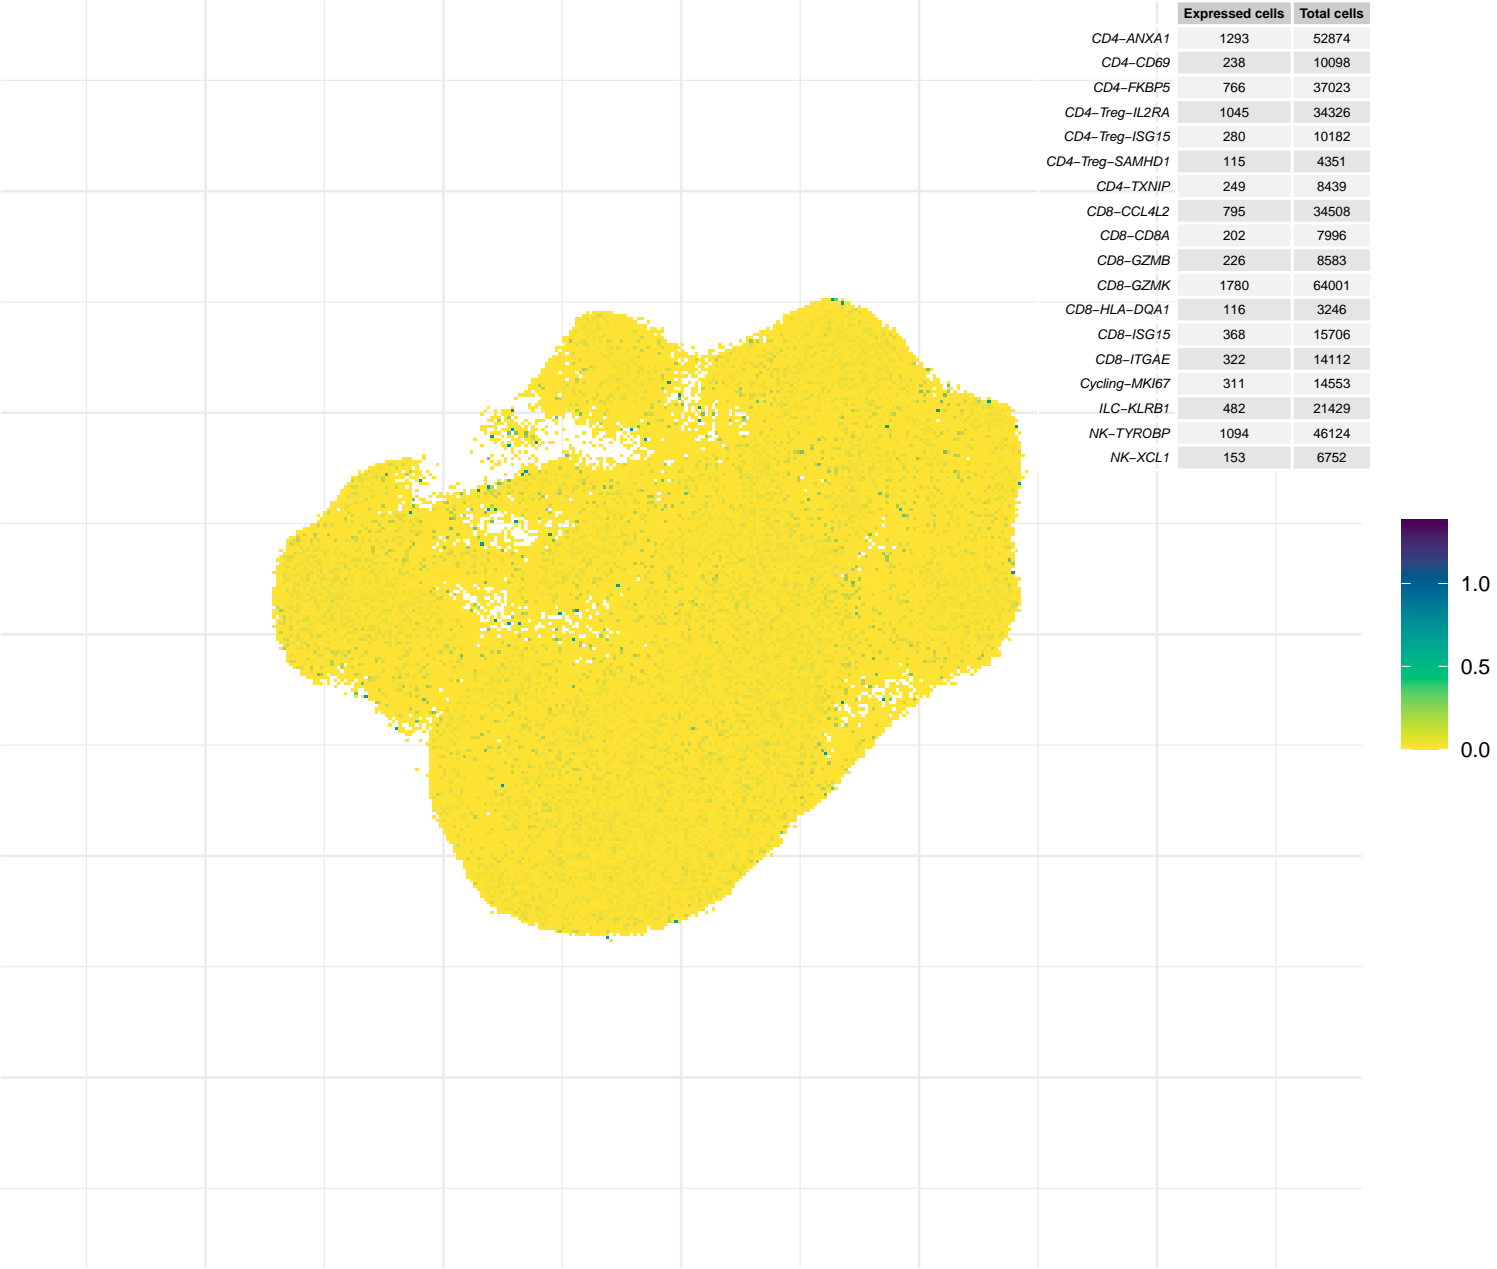 Expressed cells Total cells
CD4−ANXA1 1293 52874
CD4−CD69 238 10098
CD4−FKBP5 766 37023
CD4−Treg−IL2RA 1045 34326
CD4−Treg−ISG15 280 10182
CD4−Treg−SAMHD1 115 4351
CD4−TXNIP 249 8439
CD8−CCL4L2 795 34508
CD8−CD8A 202 7996
CD8−GZMB 226 8583
CD8−GZMK 1780 64001
CD8−HLA−DQA1 116 3246
CD8−ISG15 368 15706
CD8−ITGAE 322 14112
Cycling−MKI67 311 14553
ILC−KLRB1 482 21429
NK−TYROBP 1094 46124
NK−XCL1 153 6752
1.0
0.5
0.0